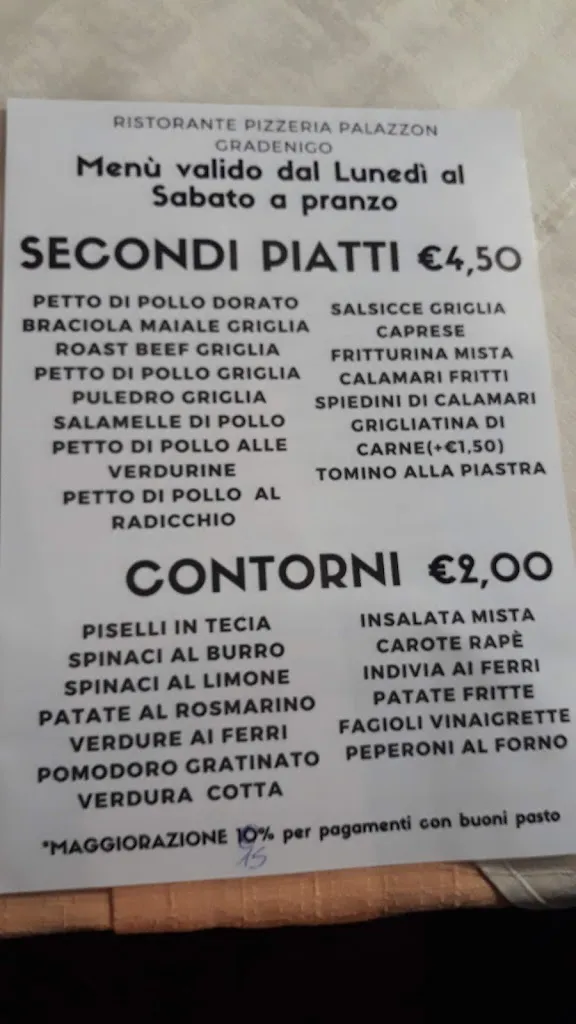 RISTORANTE PIZZERIA PALAZZON
GRADENIGO
Menù valido dal Lunedì al
Sabato a pranzo
SECONDI PIATTI €4,50
PETTO DI POLLO DORATO
BRACIOLA MAIALE GRIGLIA
ROAST BEEF GRIGLIA
PETTO DI POLLO GRIGLIA
PULEDRO GRIGLIA
SALAMELLE DI POLLO
PETTO DI POLLO ALLE
VERDURINE
PETTO DI POLLO AL
RADICCHIO
SALSICCE GRIGLIA
CAPRESE
FRITTURINA MISTA
CALAMARI FRITTI
SPIEDINI DI CALAMARI
GRIGLIATINA DI
CARNE(+€1,50)
TOMINO ALLA PIASTRA
CONTORNI €2,00
PISELLI IN TECIA
SPINACI AL BURRO
SPINACI AL LIMONE
PATATE AL ROSMARINO
VERDURE AI FERRI
POMODORO GRATINATO
VERDURA COTTA
INSALATA MISTA
CAROTE RAPÈ
INDIVIA AI FERRI
PATATE FRITTE
FAGIOLI VINAIGRETTE
PEPERONI AL FORNO
*MAGGIORAZIONE 10% per pagamenti con buoni pasto
15